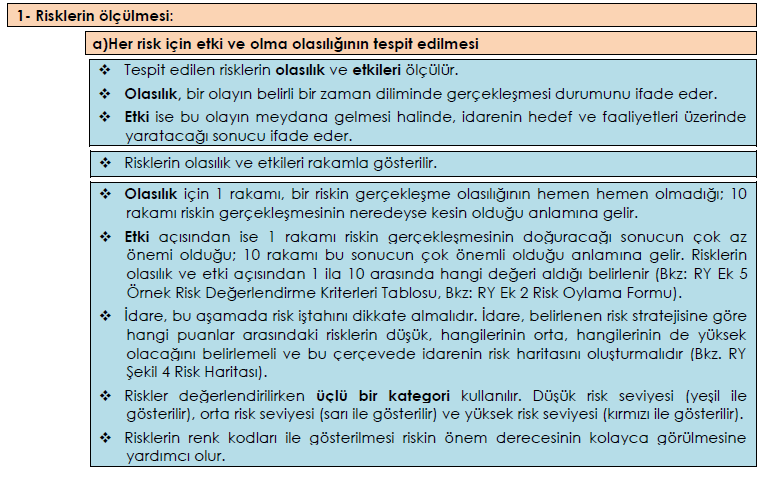 1- Risklerin ölçülmesi:
a)Her risk için etki ve olma olasılığının tespit edilmesi
❖ Tespit edilen risklerin olasılık ve etkileri ölçülür.
❖ Olasılık, bir olayın belirli bir zaman diliminde gerçekleşmesi durumunu ifade eder.
❖ Etki ise bu olayın meydana gelmesi halinde, idarenin hedef ve faaliyetleri üzerinde
yaratacağı sonucu ifade eder.
❖ Risklerin olasılık ve etkileri rakamla gösterilir.
❖ Olasılık için 1 rakamı, bir riskin gerçekleşme olasılığının hemen hemen olmadığı; 10
rakamı riskin gerçekleşmesinin neredeyse kesin olduğu anlamına gelir.
❖ Etki açısından ise 1 rakamı riskin gerçekleşmesinin doğuracağı sonucun çok az
önemi olduğu; 10 rakamı bu sonucun çok önemli olduğu anlamına gelir. Risklerin
olasılık ve etki açısından 1 ila 10 arasında hangi değeri aldığı belirlenir (Bkz: RY Ek 5
Örnek Risk Değerlendirme Kriterleri Tablosu, Bkz: RY Ek 2 Risk Oylama Formu).
❖ İdare, bu aşamada risk iştahını dikkate almalıdır. İdare, belirlenen risk stratejisine göre
hangi puanlar arasındaki risklerin düşük, hangilerinin orta, hangilerinin de yüksek
olacağını belirlemeli ve bu çerçevede idarenin risk haritasını oluşturmalıdır (Bkz. RY
Şekil 4 Risk Haritası).
❖ Riskler değerlendirilirken üçlü bir kategori kullanılır. Düşük risk seviyesi (yeşil ile
gösterilir), orta risk seviyesi (sarı ile gösterilir) ve yüksek risk seviyesi (kırmızı ile gösterilir).
❖ Risklerin renk kodları ile gösterilmesi riskin önem derecesinin kolayca görülmesine
yardımcı olur.